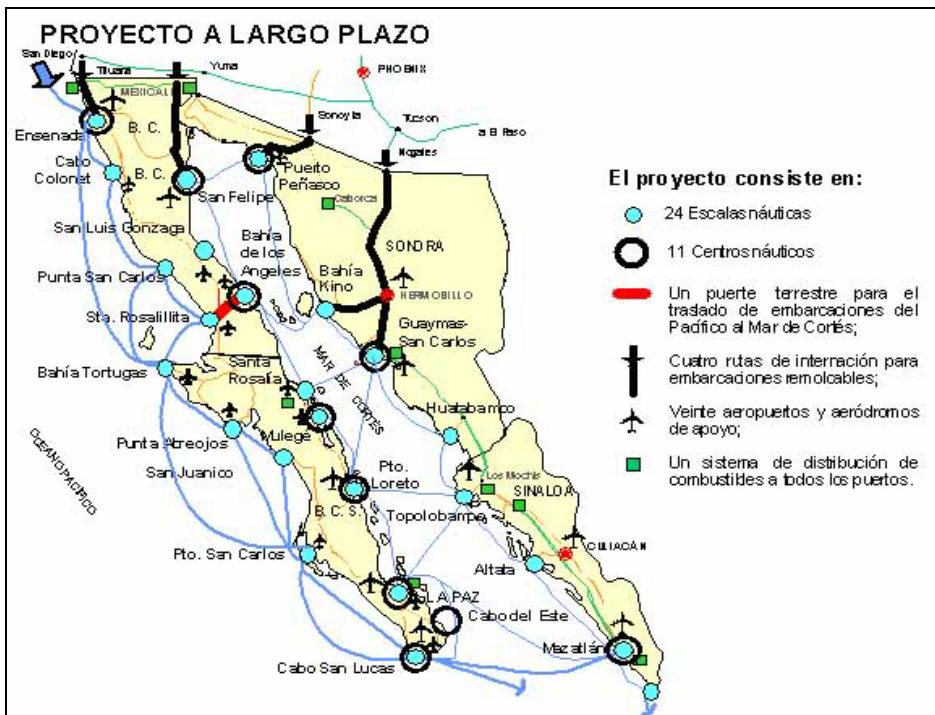 PROYECTO A LARGO PLAZO
San Diego
Tijuana
Yuma
PHOENIX
MEXICALI
Sonoyta
Tucson
a El Paso
Nogales
Ensenada
B. C.
Cabo
Colonet
B. C.
San Felipe
Puerto
Peñasco
Caborca
San Luis Gonzaga
Bahía
de los
Angeles
SONORA
Punta San Carlos
Bahía
Kino
HERMOSILLO
Sta. Rosalillita
Guaymas-
San Carlos
Bahía Tortugas
Santa
Rosalía
MAR DE CORTÉS
Huatabampo
Punta Abreojos
Mulegé
San Juanico
OCEANO PACIFICO
Pto.
Loreto
Los Mochis
SINALOA
B. C. S.
Topolobampo
Pto. San Carlos
CULIACÁN
Altata
LA PAZ
Cabo del Este
Cabo San Lucas
Mazatlán
El proyecto consiste en:
24 Escalas náuticas
11 Centros náuticos
Un puerte terrestre para el
traslado de embarcaciones del
Pacífico al Mar de Cortés;
Cuatro rutas de internación para
embarcaciones remolcables;
Veinte aeropuertos y aeródromos
de apoyo;
Un sistema de distribución de
combustibles a todos los puertos.